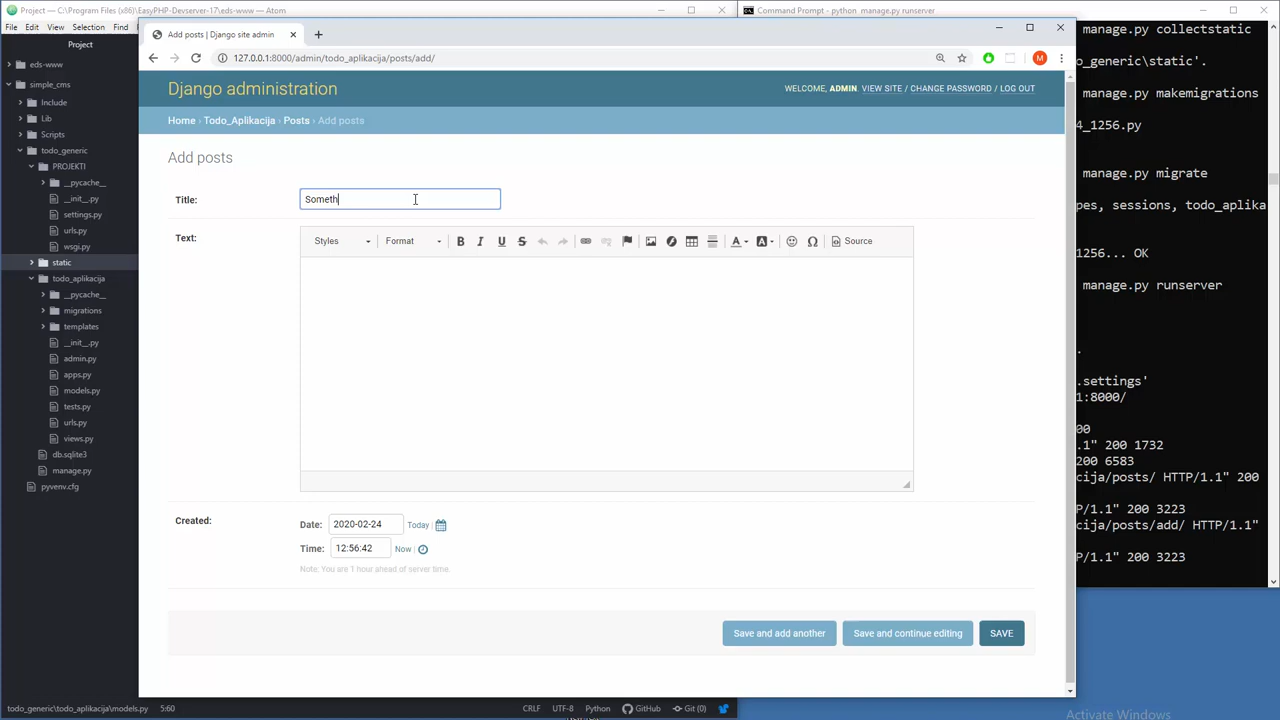 Project — C:\Program Files (x86)\EasyPHP-Devserver-17\eds-www — Atom
Command Prompt - python manage.py runserver
File Edit View Selection Find
Project
eds-www
simple_cms
Include
Lib
Scripts
todo_generic
PROJEKTI
__pycache__
__init__.py
settings.py
urls.py
wsgi.py
static
todo_aplikacija
__pycache__
migrations
templates
__init__.py
admin.py
apps.py
models.py
tests.py
urls.py
views.py
db.sqlite3
manage.py
pyvenv.cfg
todo_generic\todo_aplikacija\models.py 5:60
CRLF UTF-8 Python GitHub Git (0)
Add posts | Django site admin
127.0.0.1:8000/admin/todo_aplikacija/posts/add/
M
Django administration
WELCOME, ADMIN. VIEW SITE / CHANGE PASSWORD / LOG OUT
Home › Todo_Aplikacija › Posts › Add posts
Add posts
Title: Someth
Text:
Styles Format B I U S A A Source
Created:
Date: 2020-02-24 Today
Time: 12:56:42 Now
Note: You are 1 hour ahead of server time.
Save and add another Save and continue editing SAVE
manage.py collectstatic
o_generic\static'.
manage.py makemigrations
4_1256.py
manage.py migrate
pes, sessions, todo_aplika
1256... OK
manage.py runserver
.
.settings'
1:8000/
00
.1" 200 1732
200 6583
cija/posts/ HTTP/1.1" 200
P/1.1" 200 3223
cija/posts/add/ HTTP/1.1"
P/1.1" 200 3223
Activate Windows